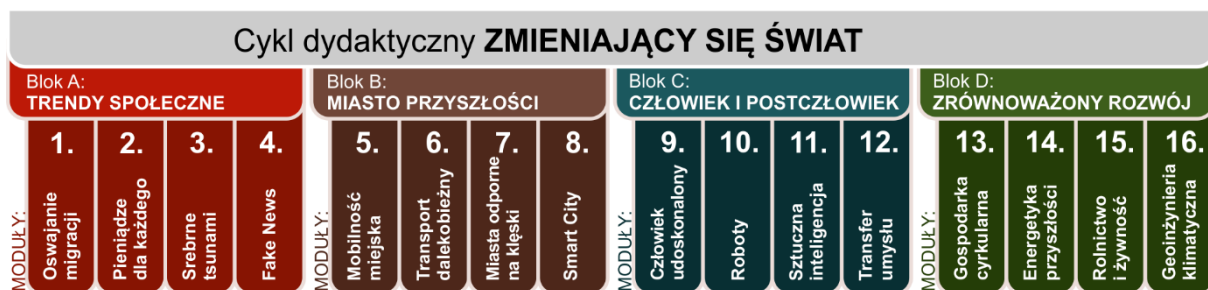 Cykl dydaktyczny ZMIENIAJĄCY SIĘ ŚWIAT
Blok A:
TRENDY SPOŁECZNE
MODUŁY:
1.
Oswajanie
migracji
2.
Pieniądze
dla każdego
3.
Srebrne
tsunami
4.
Fake News
Blok B:
MIASTO PRZYSZŁOŚCI
MODUŁY:
5.
Mobilność
miejska
6.
Transport
dalekobieżny
7.
Miasta odporne
na klęski
8.
Smart City
Blok C:
CZŁOWIEK I POSTCZŁOWIEK
MODUŁY:
9.
Człowiek
udoskonalony
10.
Roboty
11.
Sztuczna
inteligencja
12.
Transfer
umysłu
Blok D:
ZRÓWNOWAŻONY ROZWÓJ
MODUŁY:
13.
Gospodarka
cyrkularna
14.
Energetyka
przyszłości
15.
Rolnictwo
i żywność
16.
Geoinżynieria
klimatyczna